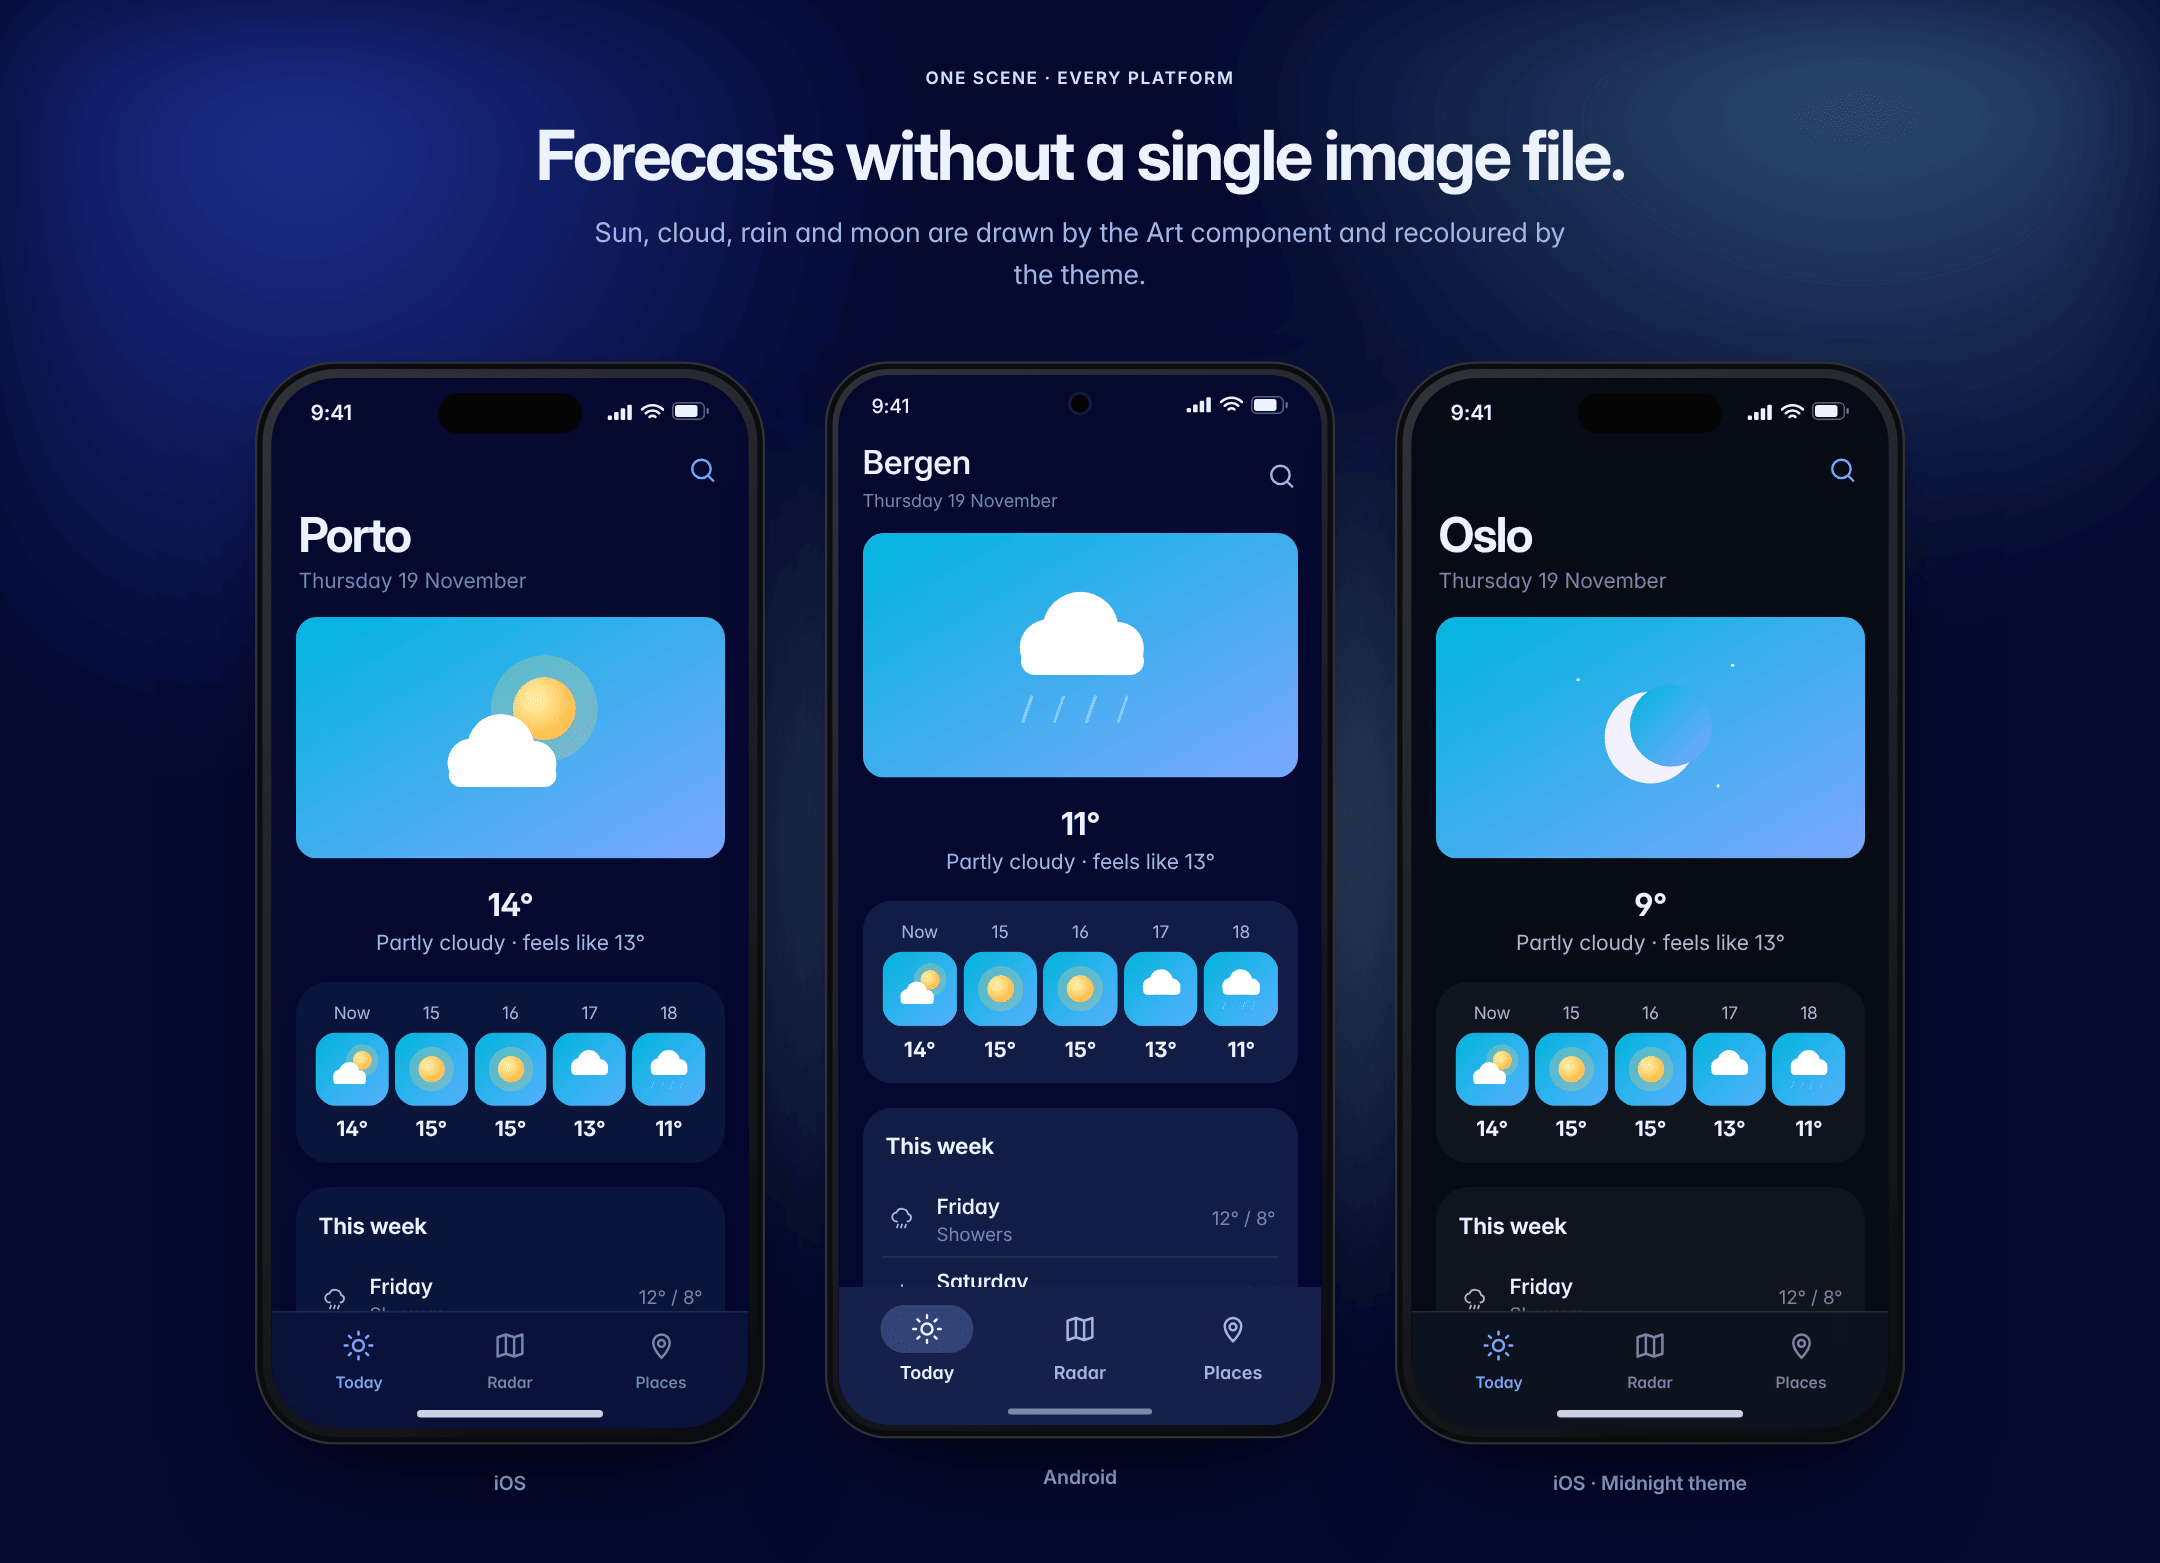 ONE SCENE · EVERY PLATFORM
Forecasts without a single image file.
Sun, cloud, rain and moon are drawn by the Art component and recoloured by
the theme.
9:41
Porto
Thursday 19 November
14°
Partly cloudy · feels like 13°
Now 15 16 17 18
14° 15° 15° 13° 11°
This week
Friday
12° / 8°
Today Radar Places
iOS
9:41
Bergen
Thursday 19 November
11°
Partly cloudy · feels like 13°
Now 15 16 17 18
14° 15° 15° 13° 11°
This week
Friday
Showers
12° / 8°
Saturday
Today Radar Places
Android
9:41
Oslo
Thursday 19 November
9°
Partly cloudy · feels like 13°
Now 15 16 17 18
14° 15° 15° 13° 11°
This week
Friday
12° / 8°
Today Radar Places
iOS · Midnight theme